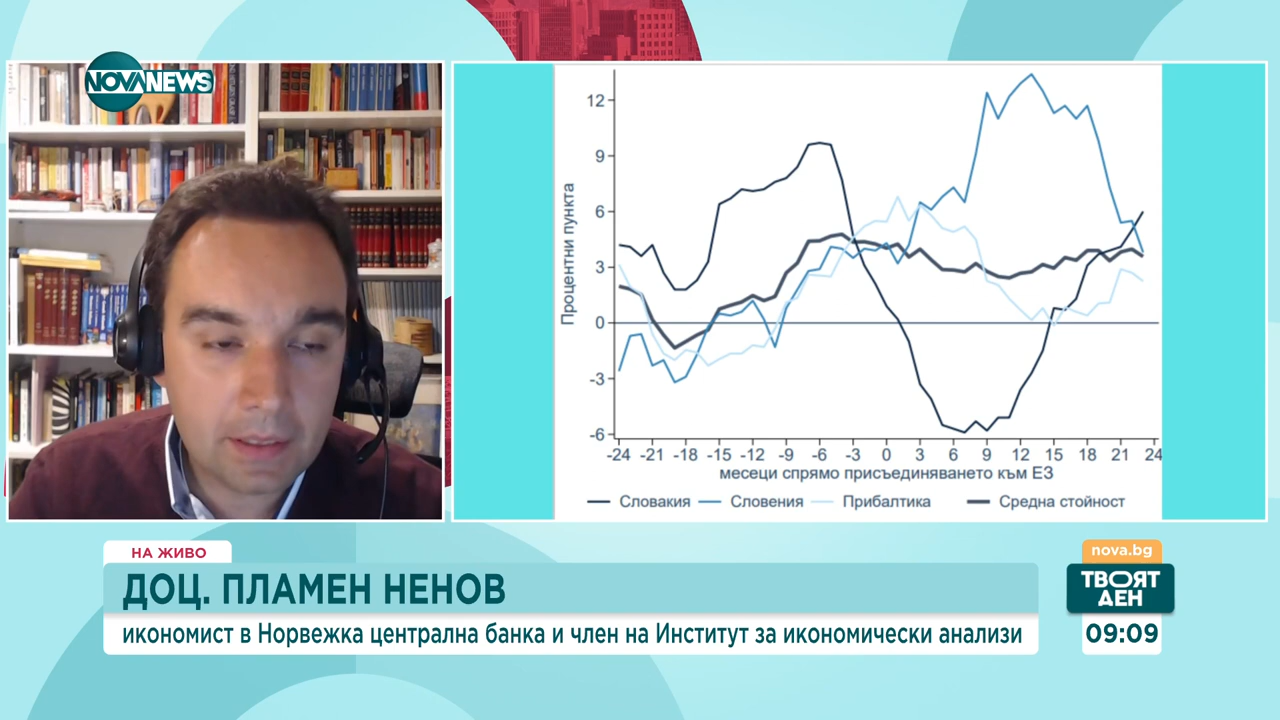 NOVANEWS
Процентни пункта
12
9
6
3
0
-3
-6
-24 -21 -18 -15 -12 -9 -6 -3 0 3 6 9 12 15 18 21 24
месеци спрямо присъединяването към ЕЗ
Словакия Словения Прибалтика Средна стойност
НА ЖИВО
ДОЦ. ПЛАМЕН НЕНОВ
икономист в Норвежка централна банка и член на Институт за икономически анализи
nova.bg
ТВОЯТ
ДЕН
09:09